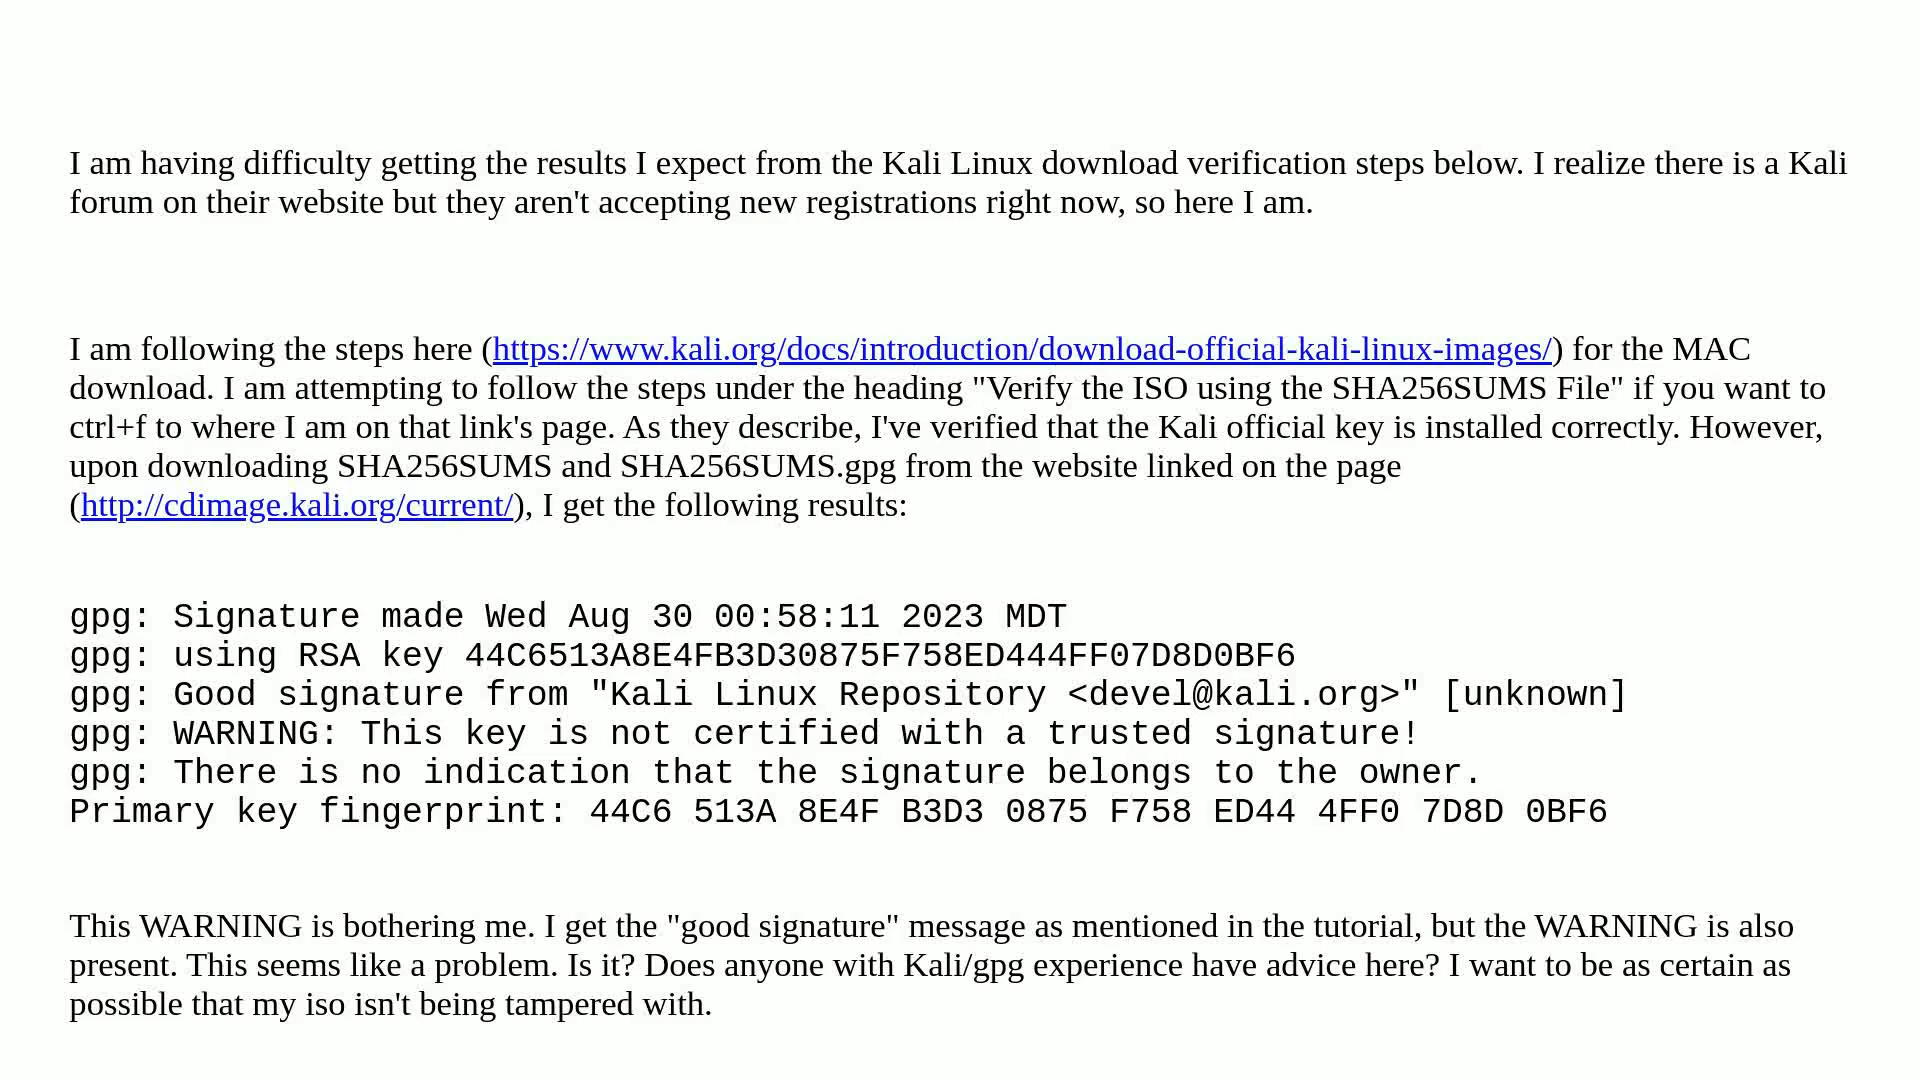 I am having difficulty getting the results I expect from the Kali Linux download verification steps below. I realize there is a Kali
forum on their website but they aren't accepting new registrations right now, so here I am.
I am following the steps here (https://www.kali.org/docs/introduction/download-official-kali-linux-images/) for the MAC
download. I am attempting to follow the steps under the heading "Verify the ISO using the SHA256SUMS File" if you want to
ctrl+f to where I am on that link's page. As they describe, I've verified that the Kali official key is installed correctly. However,
upon downloading SHA256SUMS and SHA256SUMS.gpg from the website linked on the page
(http://cdimage.kali.org/current/), I get the following results:
gpg: Signature made Wed Aug 30 00:58:11 2023 MDT
gpg: using RSA key 44C6513A8E4FB3D30875F758ED444FF07D8D0BF6
gpg: Good signature from "Kali Linux Repository <devel@kali.org>" [unknown]
gpg: WARNING: This key is not certified with a trusted signature!
gpg: There is no indication that the signature belongs to the owner.
Primary key fingerprint: 44C6 513A 8E4F B3D3 0875 F758 ED44 4FF0 7D8D 0BF6
This WARNING is bothering me. I get the "good signature" message as mentioned in the tutorial, but the WARNING is also
present. This seems like a problem. Is it? Does anyone with Kali/gpg experience have advice here? I want to be as certain as
possible that my iso isn't being tampered with.